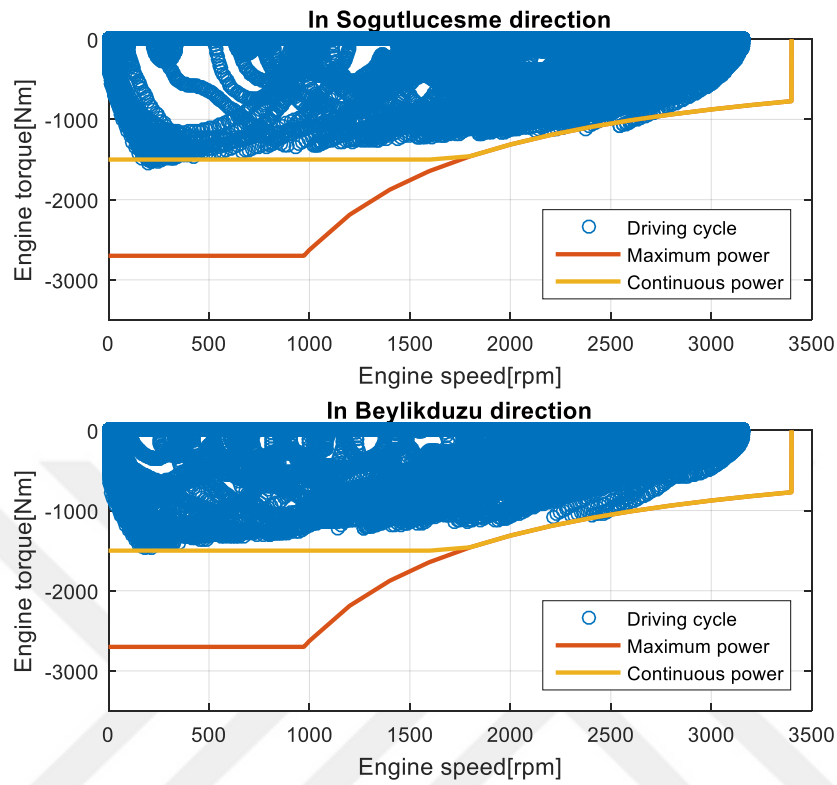 In Sogutlucesme direction
Engine torque[Nm]
0
-1000
-2000
-3000
Driving cycle
Maximum power
Continuous power
0 500 1000 1500 2000 2500 3000 3500
Engine speed[rpm]
In Beylikduzu direction
Engine torque[Nm]
0
-1000
-2000
-3000
Driving cycle
Maximum power
Continuous power
0 500 1000 1500 2000 2500 3000 3500
Engine speed[rpm]